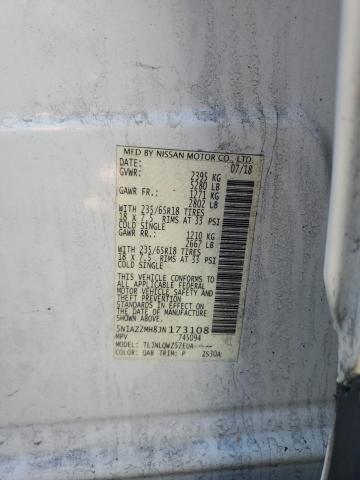 MFD BY NISSAN MOTOR CO., LTD.
DATE: 07/18
GVWR: 2395 KG
5280 LB
GAWR FR.: 1271 KG
2802 LB
WITH 235/65R18 TIRES
18 X 7.5 RIMS AT 33 PSI
COLD SINGLE
GAWR RR.: 1210 KG
2667 LB
WITH 235/65R18 TIRES
18 X 7.5 RIMS AT 33 PSI
COLD SINGLE
THIS VEHICLE CONFORMS TO
ALL APPLICABLE FEDERAL
MOTOR VEHICLE SAFETY
STANDARDS IN EFFECT ON
THE DATE OF MANUFACTURE
SHOWN ABOVE.
5N1AZ2MH8JN173108
MPV 745094
MODEL: TLJNLQWZ52EUA-----
COLOR: QAB TRIM: P ZS30A